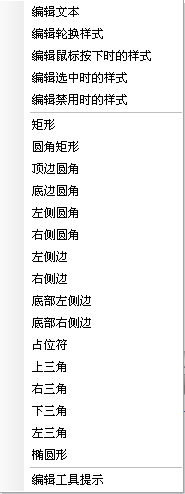 编辑文本
编辑轮换样式
编辑鼠标按下时的样式
编辑选中时的样式
编辑禁用时的样式
矩形
圆角矩形
顶边圆角
底边圆角
左侧圆角
右侧圆角
左侧边
右侧边
底部左侧边
底部右侧边
占位符
上三角
右三角
下三角
左三角
椭圆形
编辑工具提示